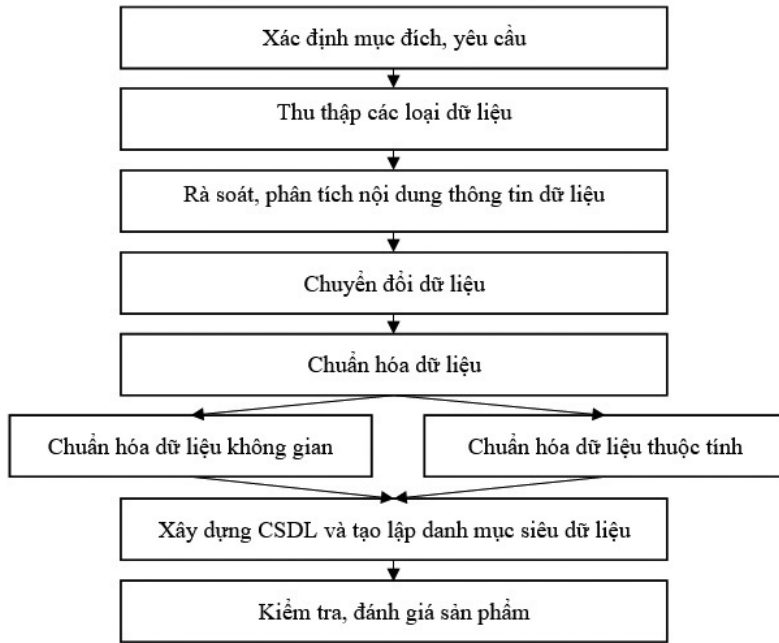 Xác định mục đích, yêu cầu
Thu thập các loại dữ liệu
Rà soát, phân tích nội dung thông tin dữ liệu
Chuyển đổi dữ liệu
Chuẩn hóa dữ liệu
Chuẩn hóa dữ liệu không gian
Chuẩn hóa dữ liệu thuộc tính
Xây dựng CSDL và tạo lập danh mục siêu dữ liệu
Kiểm tra, đánh giá sản phẩm